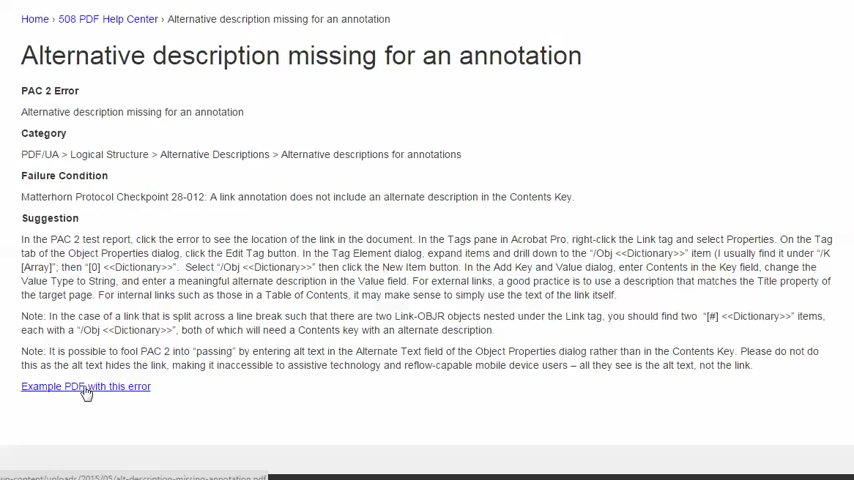 Home › 508 PDF Help Center › Alternative description missing for an annotation
Alternative description missing for an annotation
PAC 2 Error
Alternative description missing for an annotation
Category
PDF/UA > Logical Structure > Alternative Descriptions > Alternative descriptions for annotations
Failure Condition
Matterhorn Protocol Checkpoint 28-012: A link annotation does not include an alternate description in the Contents Key.
Suggestion
In the PAC 2 test report, click the error to see the location of the link in the document. In the Tags pane in Acrobat Pro, right-click the Link tag and select Properties. On the Tag
tab of the Object Properties dialog, click the Edit Tag button. In the Tag Element dialog, expand items and drill down to the “/Obj <<Dictionary>>” item (I usually find it under “/K
[Array]”; then “[0] <<Dictionary>>”. Select “/Obj <<Dictionary>>” then click the New Item button. In the Add Key and Value dialog, enter Contents in the Key field, change the
Value Type to String, and enter a meaningful alternate description in the Value field. For external links, a good practice is to use a description that matches the Title property of
the target page. For internal links such as those in a Table of Contents, it may make sense to simply use the text of the link itself.
Note: In the case of a link that is split across a line break such that there are two Link-OBJR objects nested under the Link tag, you should find two “[#] <<Dictionary>>” items,
each with a “/Obj <<Dictionary>>”, both of which will need a Contents key with an alternate description.
Note: It is possible to fool PAC 2 into “passing” by entering alt text in the Alternate Text field of the Object Properties dialog rather than in the Contents Key. Please do not do
this as the alt text hides the link, making it inaccessible to assistive technology and reflow-capable mobile device users – all they see is the alt text, not the link.
Example PDF with this error
wp-content/uploads/2015/05/alt-description-missing-annotation.pdf